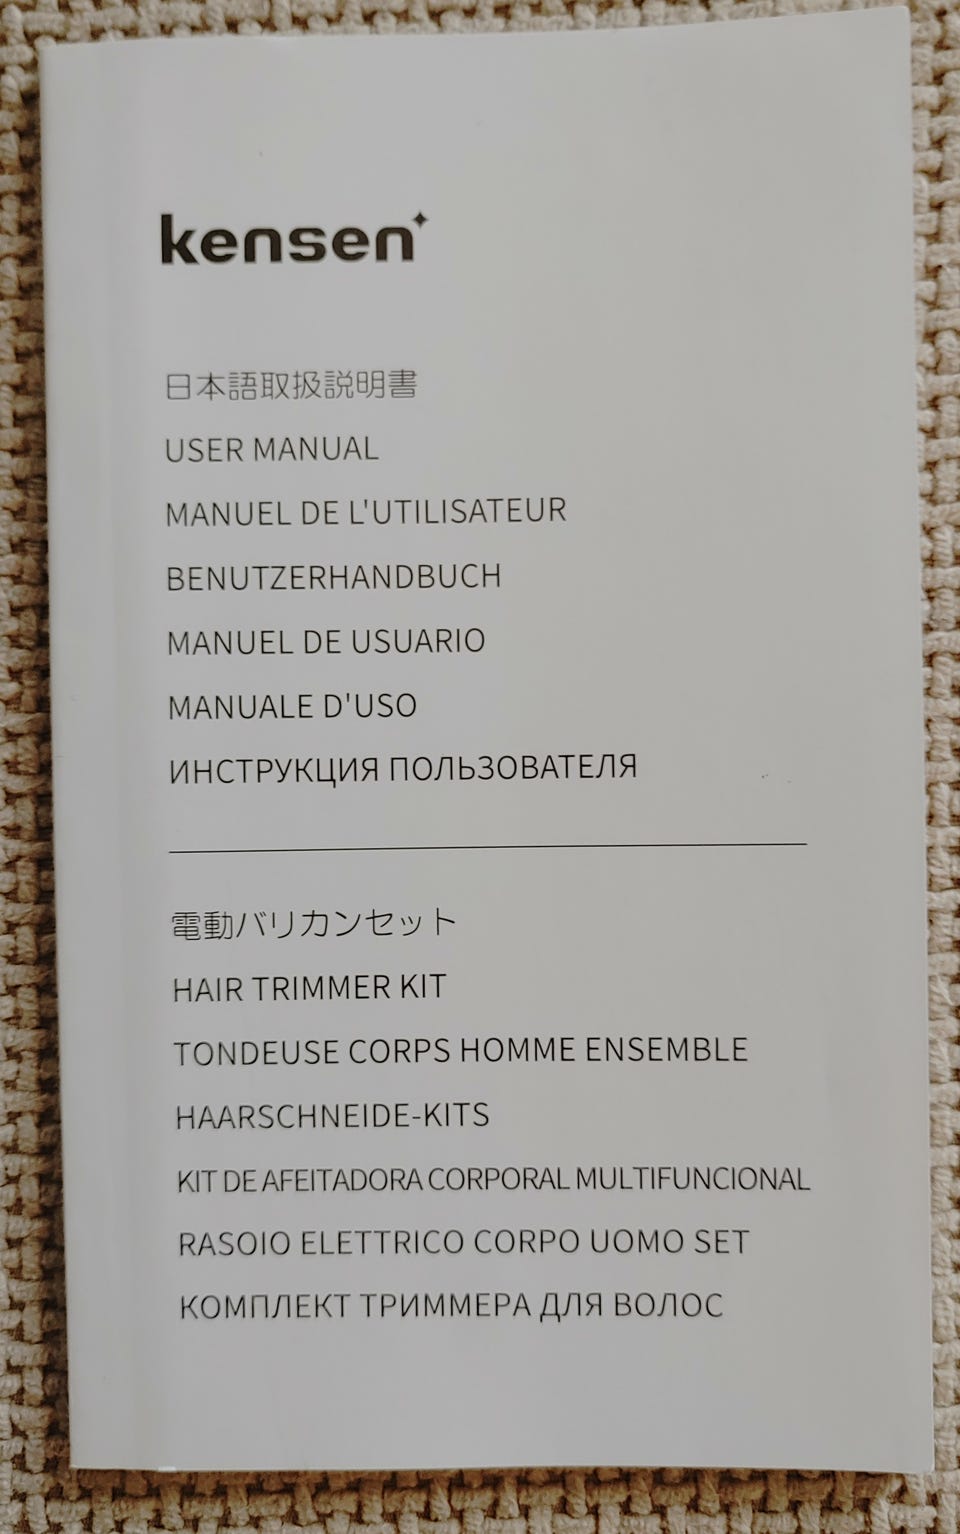 kensen
日本語取扱説明書
USER MANUAL
MANUEL DE L'UTILISATEUR
BENUTZERHANDBUCH
MANUEL DE USUARIO
MANUALE D'USO
ИНСТРУКЦИЯ ПОЛЬЗОВАТЕЛЯ
電動バリカンセット
HAIR TRIMMER KIT
TONDEUSE CORPS HOMME ENSEMBLE
HAARSCHNEIDE-KITS
KIT DE AFEITADORA CORPORAL MULTIFUNCIONAL
RASOIO ELETTRICO CORPO UOMO SET
КОМПЛЕКТ ТРИММЕРА ДЛЯ ВОЛОС